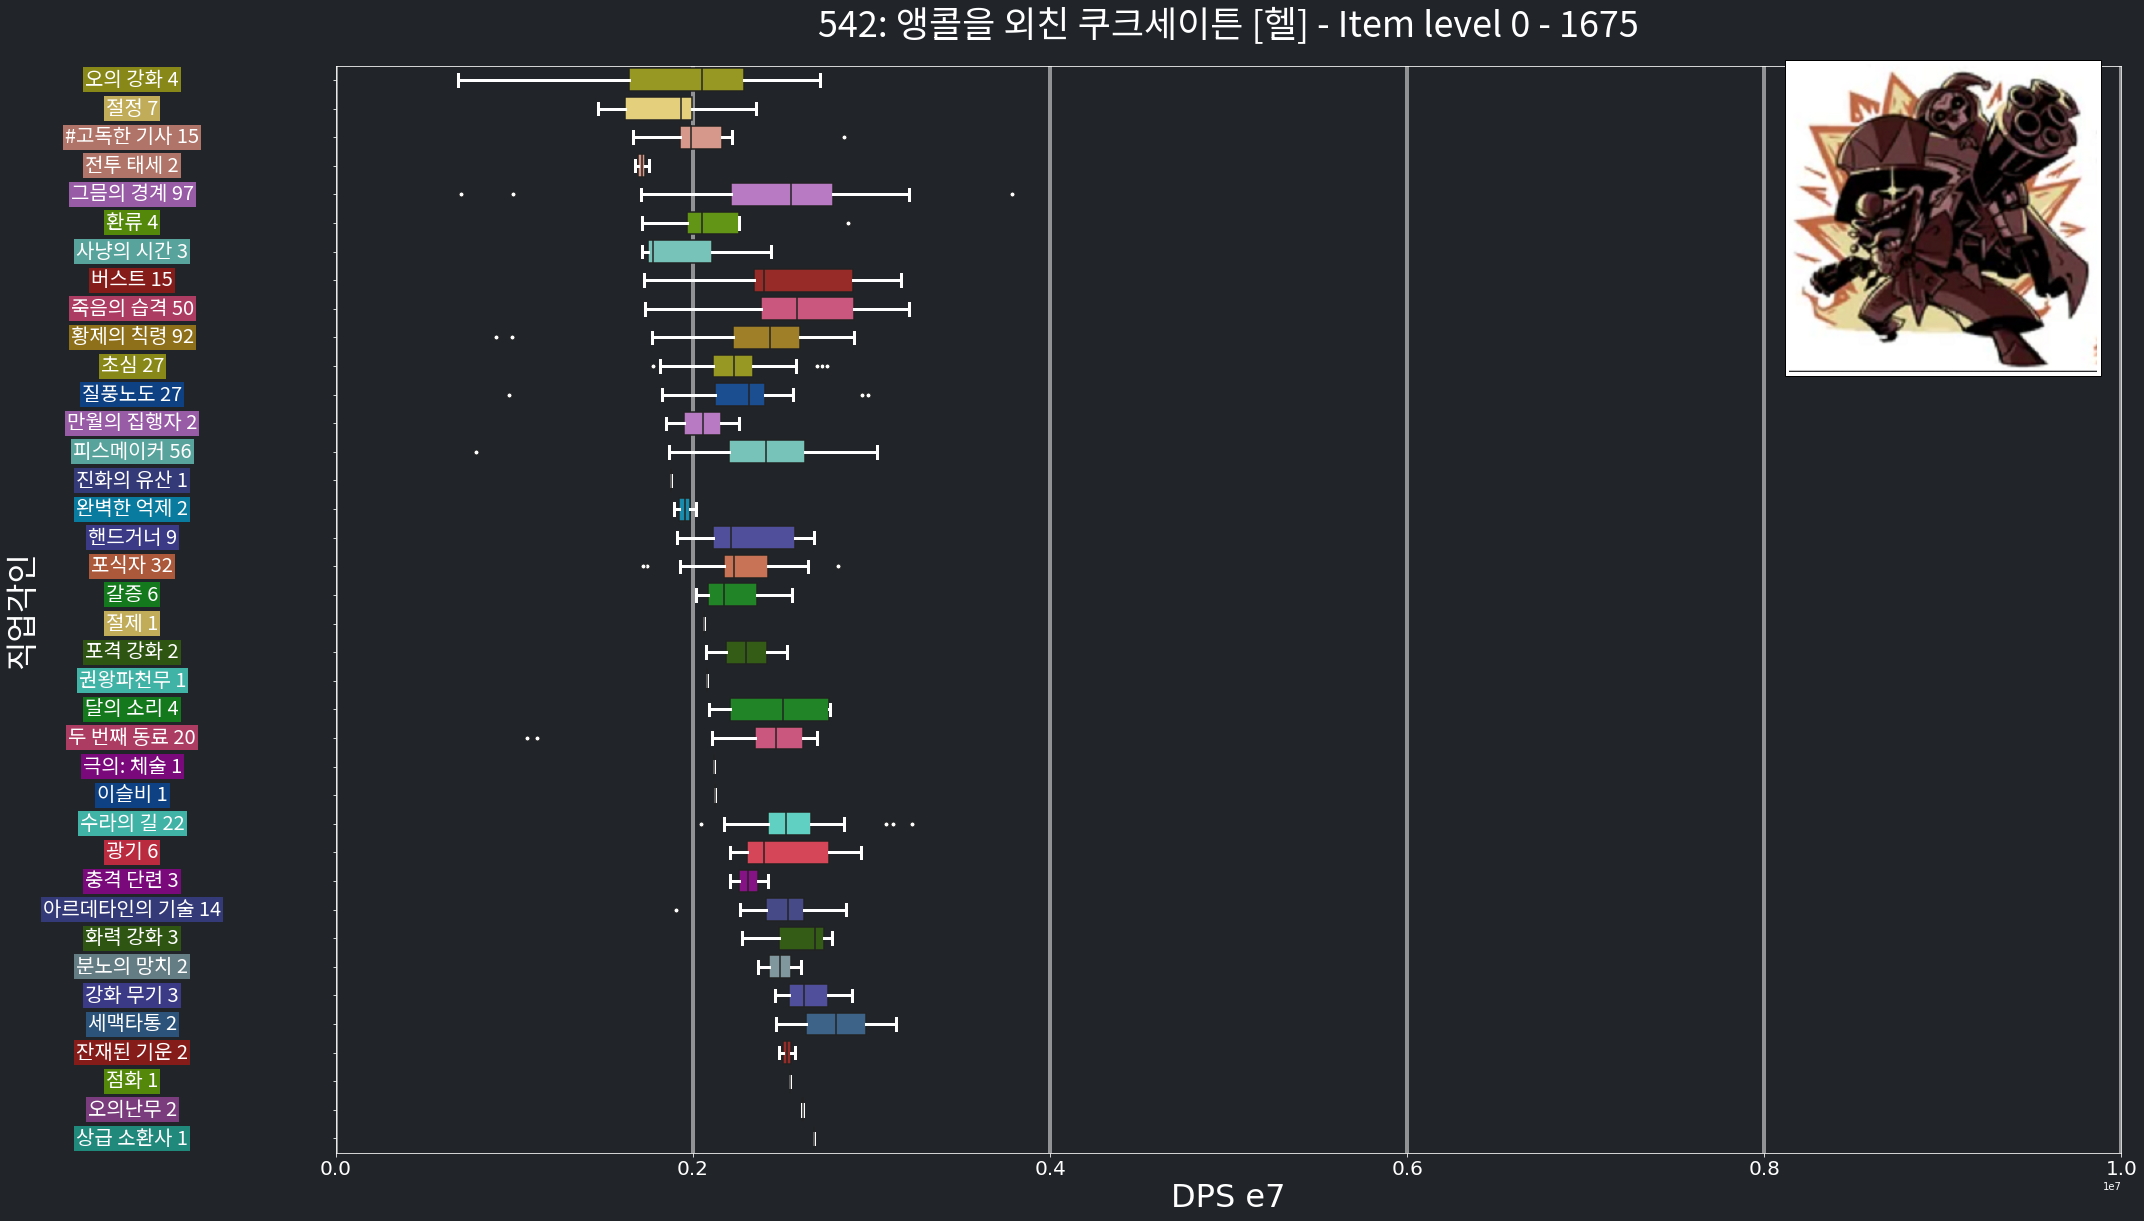 542: 앵콜을 외친 쿠크세이튼 [헬] - Item level 0 - 1675
오의 강화 4
절정 7
#고독한 기사 15
전투 태세 2
그믐의 경계 97
환류 4
사냥의 시간 3
버스트 15
죽음의 습격 50
황제의 칙령 92
초심 27
질풍노도 27
만월의 집행자 2
피스메이커 56
진화의 유산 1
완벽한 억제 2
핸드거너 9
포식자 32
갈증 6
절제 1
포격 강화 2
권왕파천무 1
달의 소리 4
두 번째 동료 20
극의: 체술 1
이슬비 1
수라의 길 22
광기 6
충격 단련 3
아르데타인의 기술 14
화력 강화 3
분노의 망치 2
강화 무기 3
세맥타통 2
잔재된 기운 2
점화 1
오의난무 2
상급 소환사 1
직업각인
0.0 0.2 0.4 0.6 0.8 1.0
1e7
DPS e7